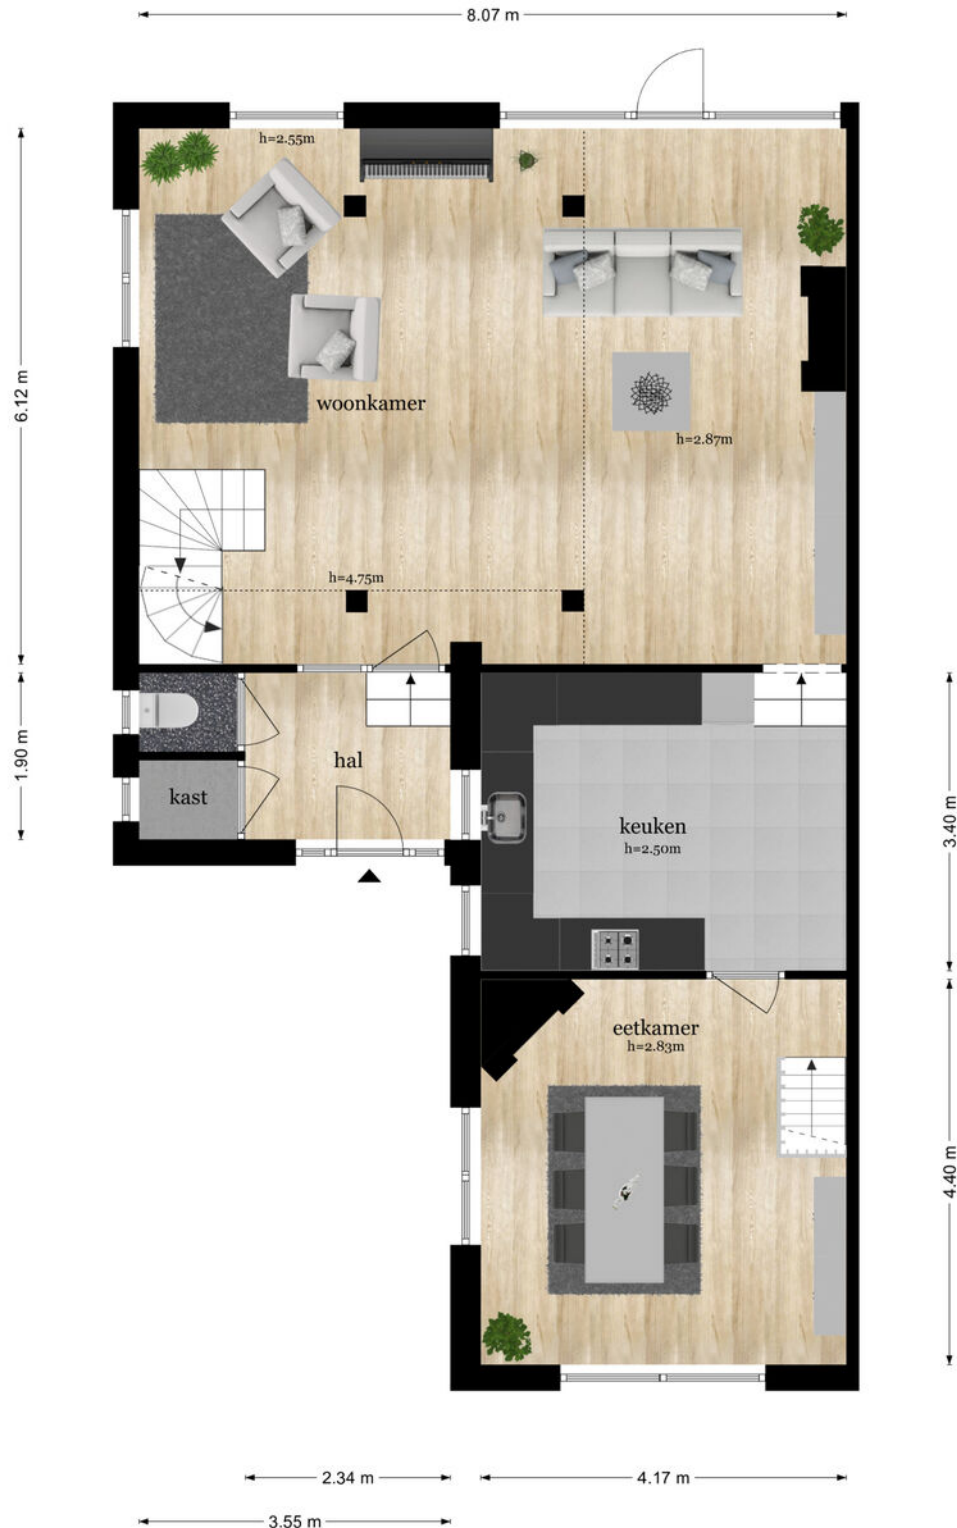 8.07 m
h=2.55m
6.12 m
woonkamer
h=2.87m
h=4.75m
1.90 m
hal
kast
keuken
h=2.50m
3.40 m
eetkamer
h=2.83m
4.40 m
2.34 m
4.17 m
3.55 m